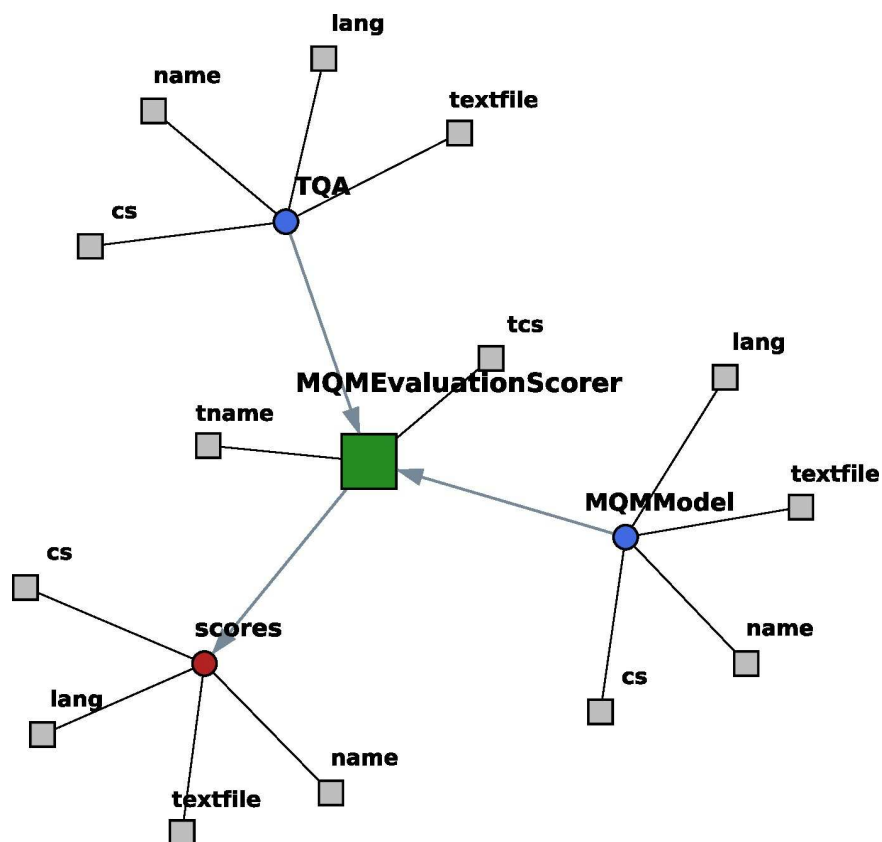 lang
name
textfile
TQA
cs
tcs
lang
MQMEvaluationScorer
tname
textfile
MQMModel
cs
scores
name
cs
lang
name
textfile